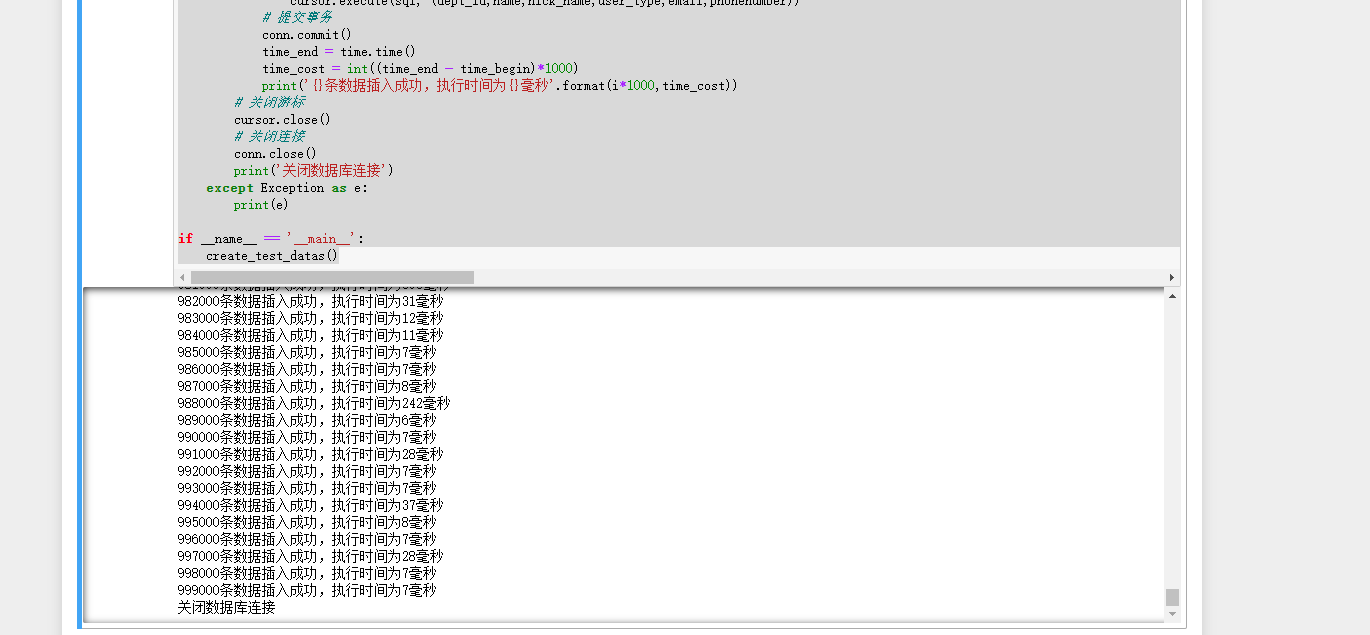 cursor.execute(sql, (dept_id,name,nick_name,user_type,email,phonenumber))
# 提交事务
conn.commit()
time_end = time.time()
time_cost = int((time_end - time_begin)*1000)
print('{}条数据插入成功，执行时间为{}毫秒'.format(i*1000,time_cost))
# 关闭游标
cursor.close()
# 关闭连接
conn.close()
print('关闭数据库连接')
except Exception as e:
print(e)
if __name__ == '__main__':
create_test_datas()
982000条数据插入成功，执行时间为31毫秒
983000条数据插入成功，执行时间为12毫秒
984000条数据插入成功，执行时间为11毫秒
985000条数据插入成功，执行时间为7毫秒
986000条数据插入成功，执行时间为7毫秒
987000条数据插入成功，执行时间为8毫秒
988000条数据插入成功，执行时间为242毫秒
989000条数据插入成功，执行时间为6毫秒
990000条数据插入成功，执行时间为7毫秒
991000条数据插入成功，执行时间为28毫秒
992000条数据插入成功，执行时间为7毫秒
993000条数据插入成功，执行时间为7毫秒
994000条数据插入成功，执行时间为37毫秒
995000条数据插入成功，执行时间为8毫秒
996000条数据插入成功，执行时间为7毫秒
997000条数据插入成功，执行时间为28毫秒
998000条数据插入成功，执行时间为7毫秒
999000条数据插入成功，执行时间为7毫秒
关闭数据库连接